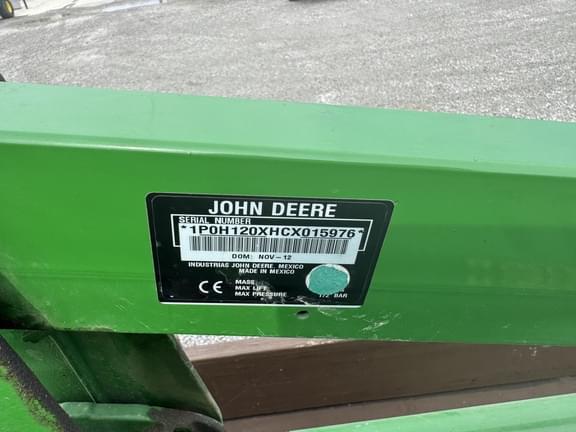 JOHN DEERE
SERIAL NUMBER
*1P0H120XHCX015976*
DOM: NOV-12
INDUSTRIAS JOHN DEERE, MEXICO
MADE IN MEXICO
CE MASS
MAX LIFT
MAX PRESSURE 172 BAR